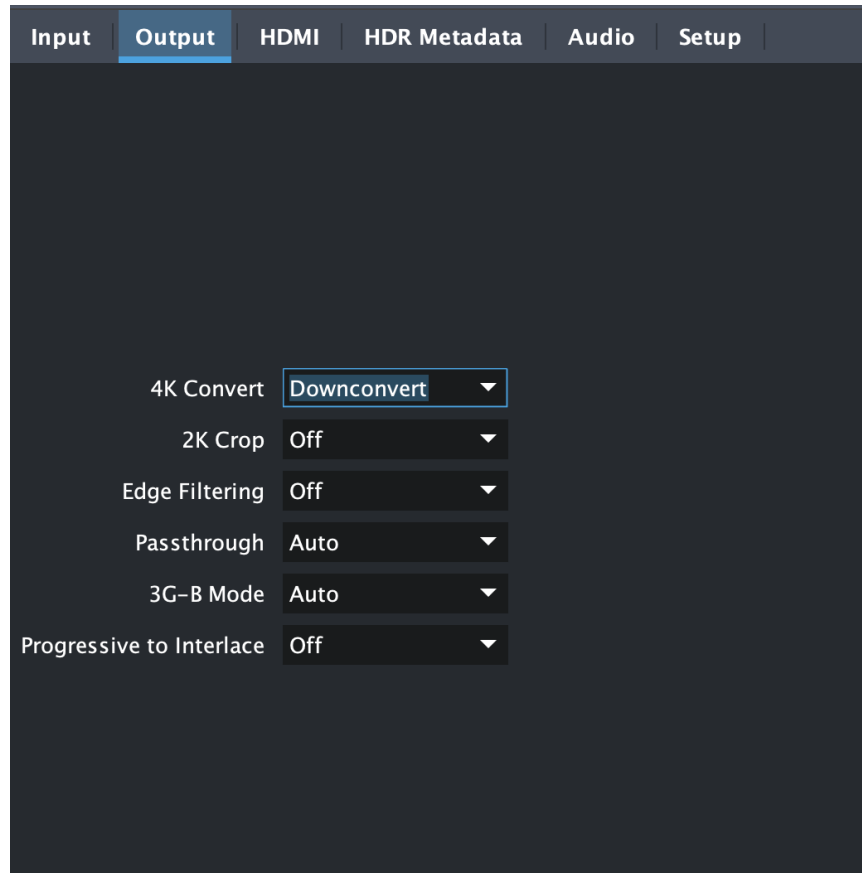 Input Output HDMI HDR Metadata Audio Setup
4K Convert Downconvert
2K Crop Off
Edge Filtering Off
Passthrough Auto
3G-B Mode Auto
Progressive to Interlace Off